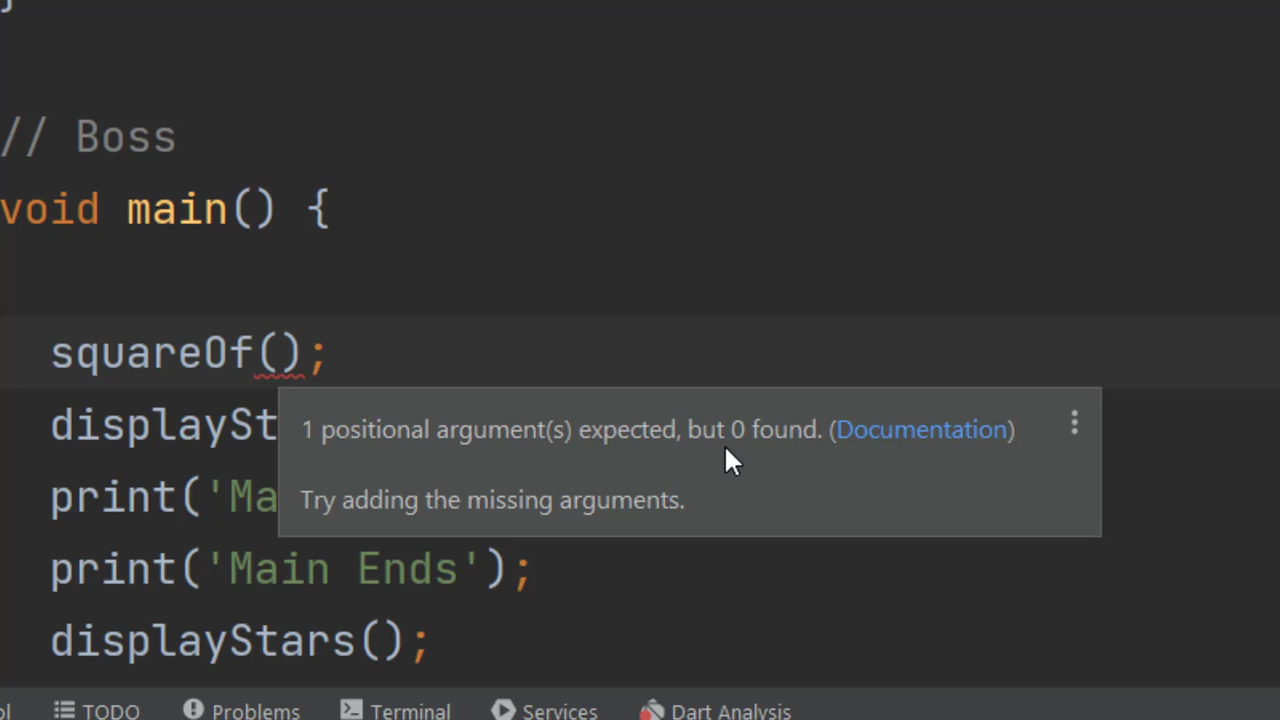 }
// Boss
void main() {
squareOf();
displaySt
1 positional argument(s) expected, but 0 found. (Documentation)
print('Ma
Try adding the missing arguments.
print('Main Ends');
displayStars();
TODO Problems Terminal Services Dart Analysis